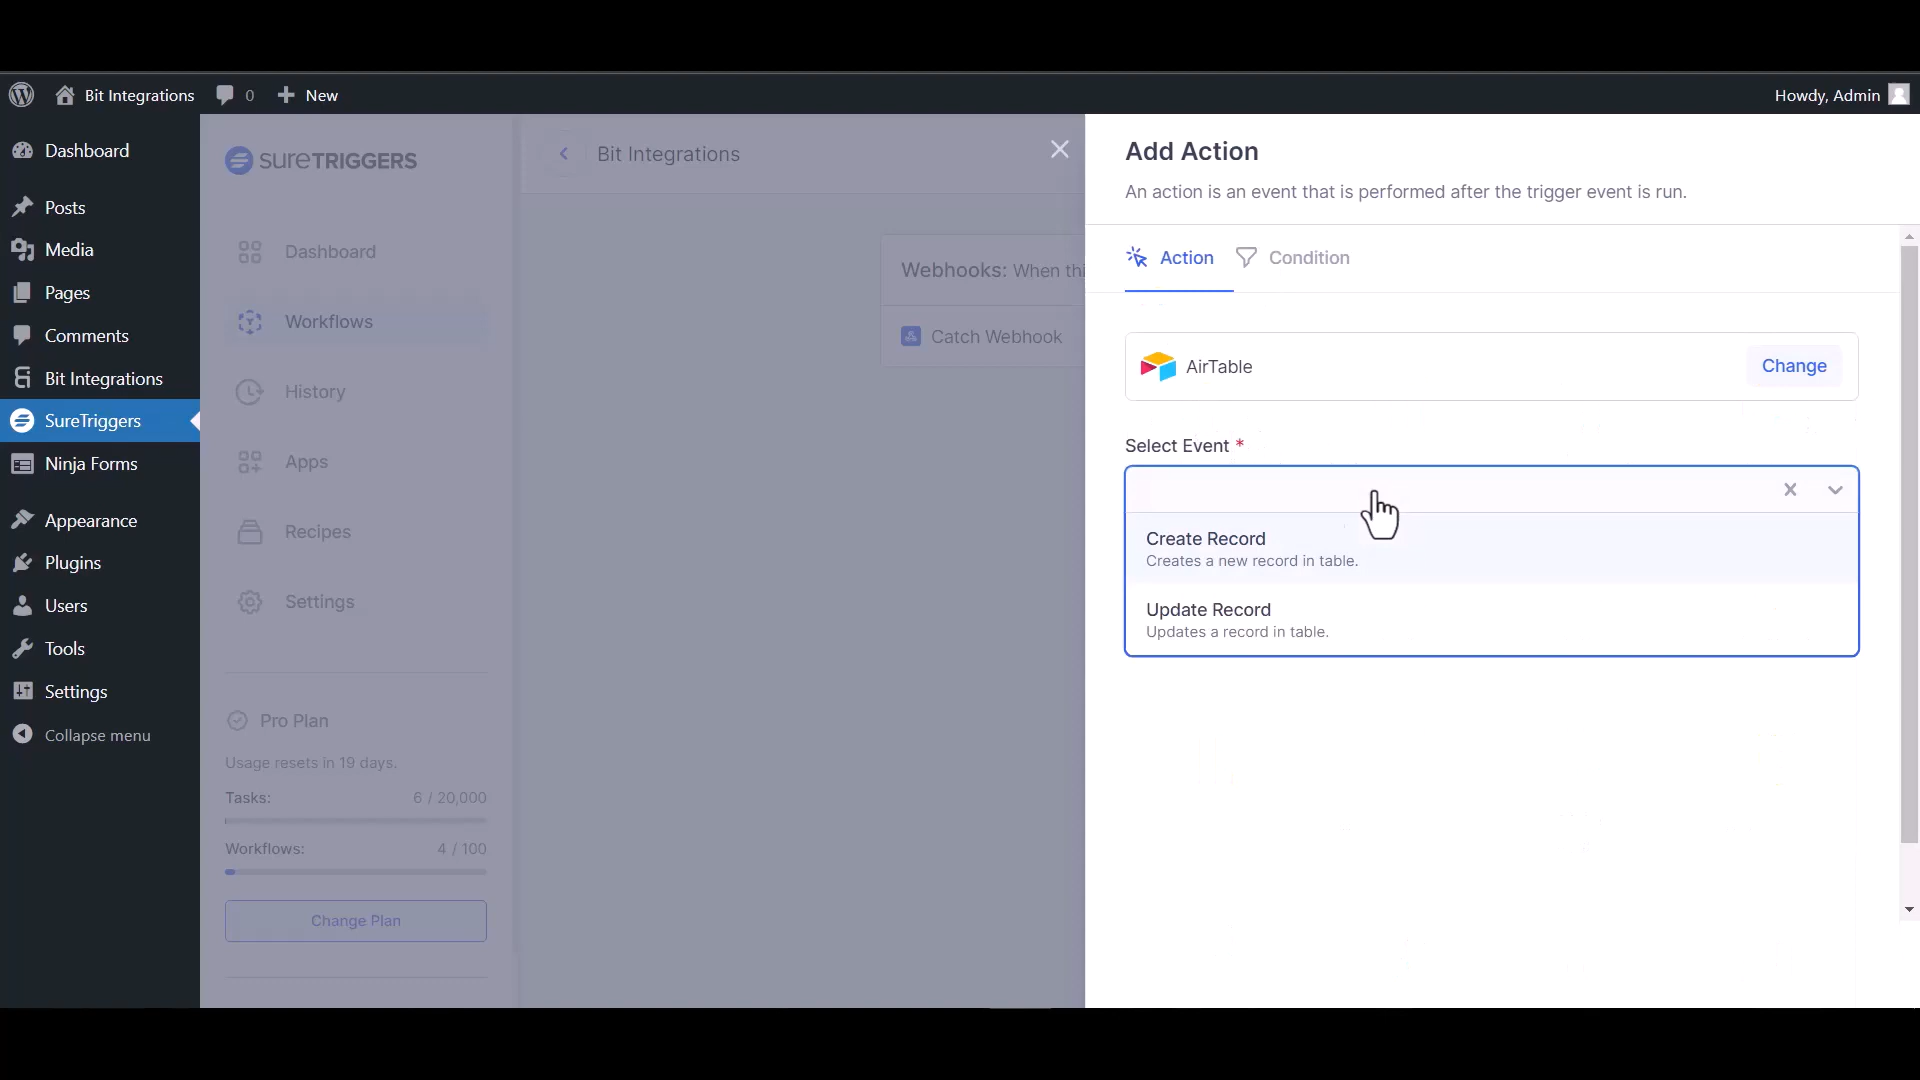 Bit Integrations
0
New
Howdy, Admin
Dashboard
Posts
Media
Pages
Comments
Bit Integrations
SureTriggers
Ninja Forms
Appearance
Plugins
Users
Tools
Settings
Collapse menu
SureTRIGGERS
Dashboard
Workflows
History
Apps
Recipes
Settings
Pro Plan
Usage resets in 19 days.
Tasks: 6 / 20,000
Workflows: 4 / 100
Change Plan
Bit Integrations
Webhooks: When thi
Catch Webhook
Add Action
An action is an event that is performed after the trigger event is run.
Action
Condition
AirTable
Change
Select Event *
Create Record
Creates a new record in table.
Update Record
Updates a record in table.